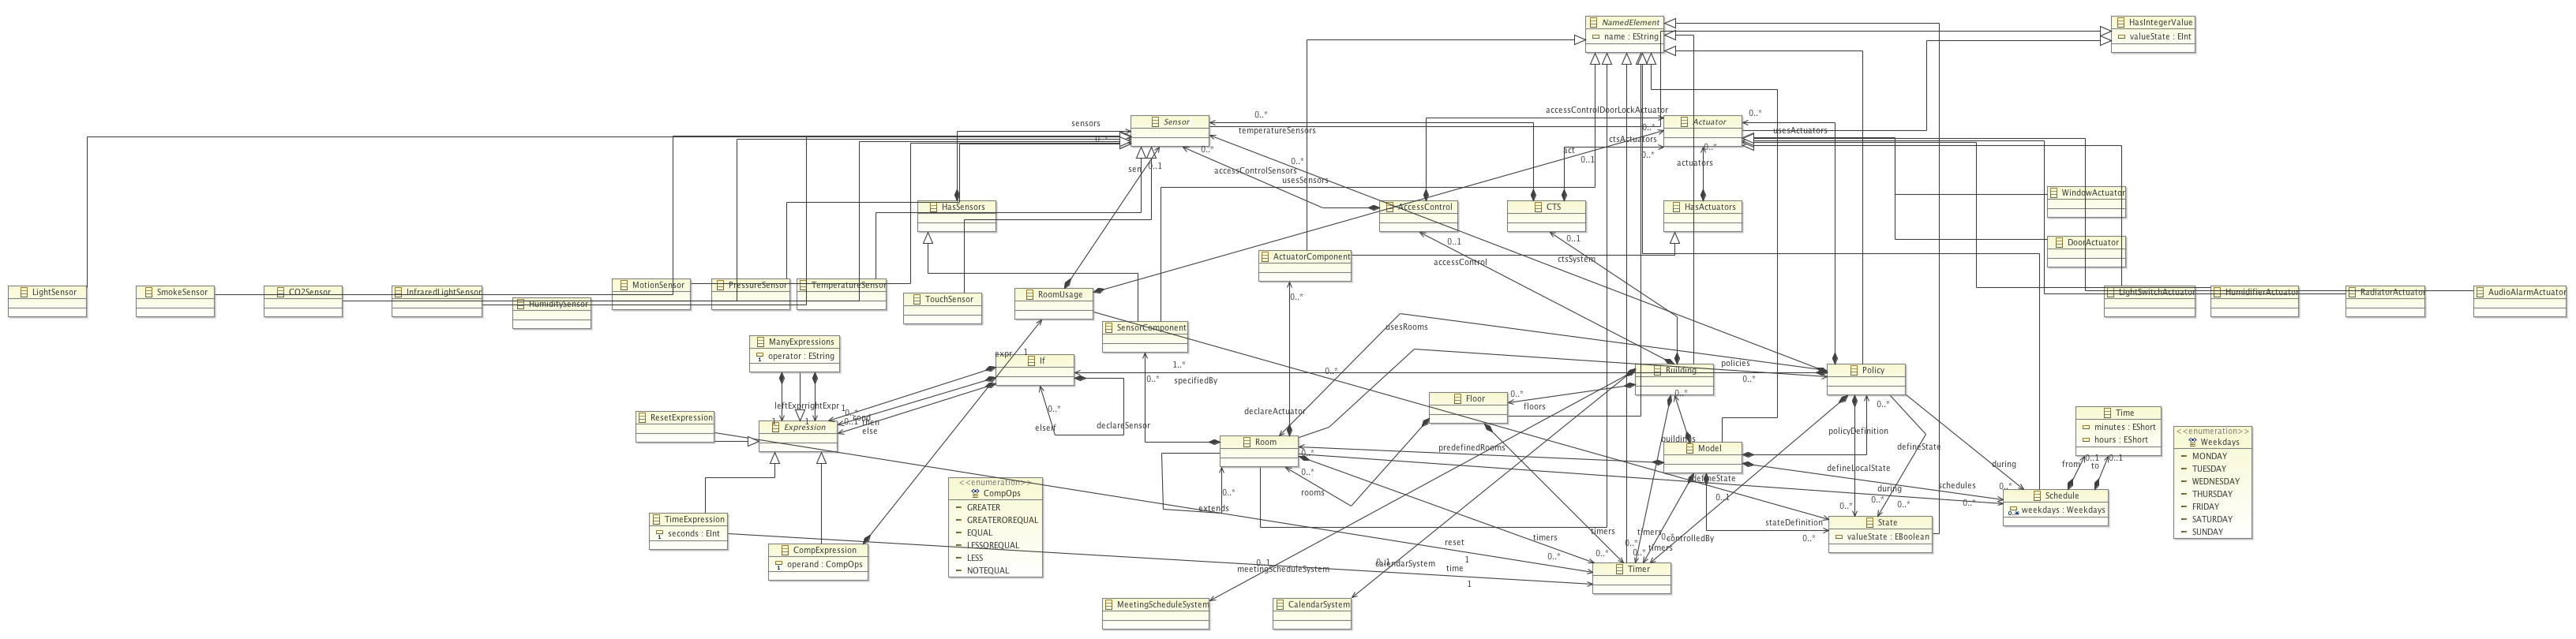 NamedElement
name : EString
HasIntegerValue
valueState : EInt
Sensor
Actuator
sensors
0..*
0..*
temperatureSensors
accessControlDoorLockActuator
0..*
0..*
ctsActuators
0..*
usesActuators
0..*
actuators
0..*
sen
0..1
accessControlSensors
0..*
usesSensors
act
0..1
HasSensors
AccessControl
CTS
HasActuators
WindowActuator
DoorActuator
0..1
accessControl
0..1
ctsSystem
ActuatorComponent
LightSensor
SmokeSensor
CO2Sensor
InfraredLightSensor
HumiditySensor
MotionSensor
PressureSensor
TemperatureSensor
TouchSensor
RoomUsage
SensorComponent
0..*
LightSwitchActuator
HumidifierActuator
RadiatorActuator
AudioAlarmActuator
usesRooms
ManyExpressions
operator : EString
expr
1
If
1..*
specifiedBy
0..*
0..*
policies
0..*
Building
Policy
leftExpr
rightExpr
1
cond
then
else
0..*
0..1
elseif
0..*
declareSensor
declareActuator
Floor
floors
0..*
0..*
buildings
policyDefinition
0..*
defineState
ResetExpression
Expression
Room
predefinedRooms
0..*
0..*
rooms
Model
defineLocalState
during
0..*
Time
minutes : EShort
hours : EShort
from
0..1
to
0..1
<<enumeration>>
Weekdays
MONDAY
TUESDAY
WEDNESDAY
THURSDAY
FRIDAY
SATURDAY
SUNDAY
<<enumeration>>
CompOps
GREATER
GREATEROREQUAL
EQUAL
LESSOREQUAL
LESS
NOTEQUAL
0..*
extends
defineState
0..1
during
0..*
schedules
0..*
Schedule
weekdays : Weekdays
TimeExpression
seconds : EInt
CompExpression
operand : CompOps
stateDefinition
0..*
0..*
0..*
State
valueState : EBoolean
timers
0..*
timers
0..*
timers
0..*
controlledBy
reset
1
time
1
0..*
0..1
meetingScheduleSystem
calendarSystem
Timer
MeetingScheduleSystem
CalendarSystem